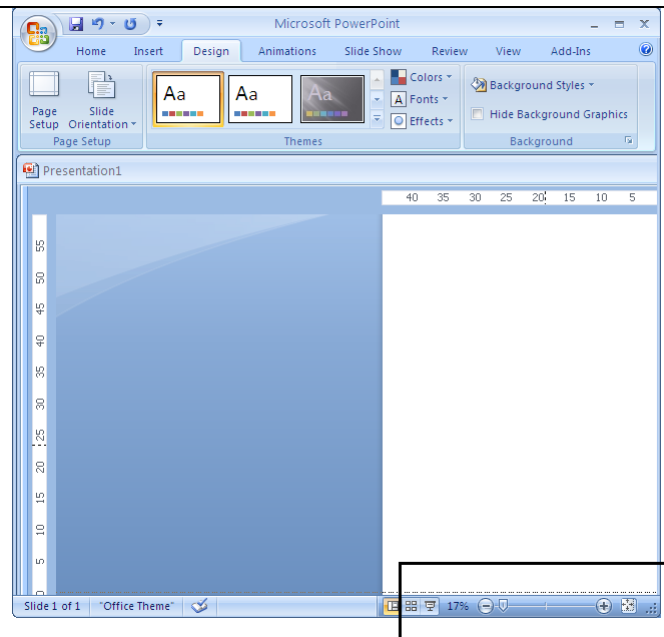 Microsoft PowerPoint
Home Insert Design Animations Slide Show Review View Add-Ins
Page Setup
Slide Orientation
Aa Aa Aa
Colors
Fonts
Effects
Background Styles
Hide Background Graphics
Page Setup Themes Background
Presentation1
40 35 30 25 20 15 10 5
55
50
45
40
35
30
25
20
15
10
5
0
Slide 1 of 1 "Office Theme" 17%